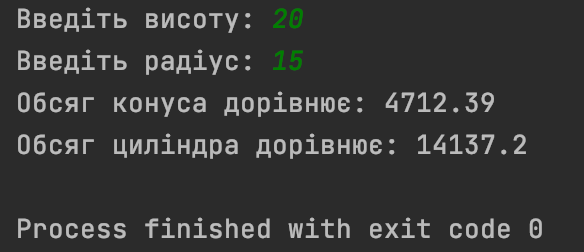 Введіть висоту: 20
Введіть радіус: 15
Обсяг конуса дорівнює: 4712.39
Обсяг циліндра дорівнює: 14137.2
Process finished with exit code 0